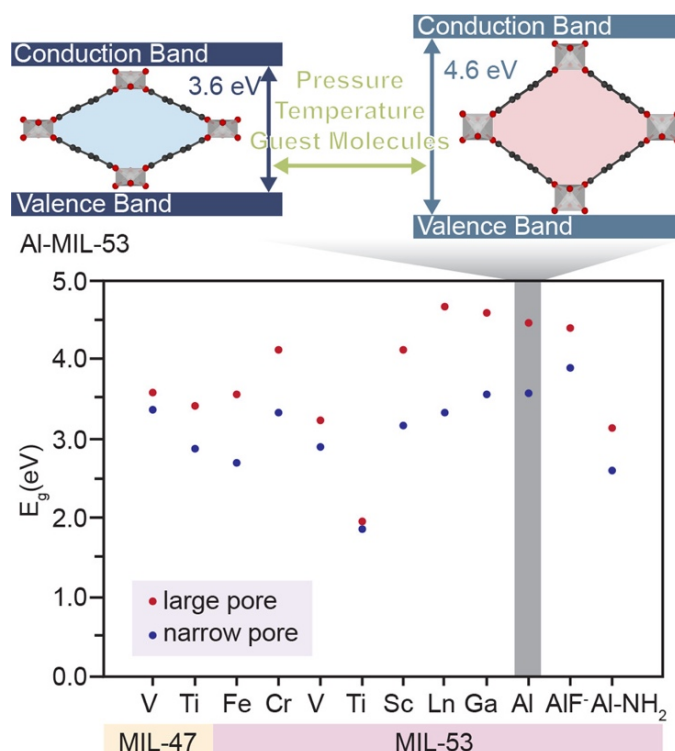 Conduction Band
3.6 eV
Valence Band
Pressure
Temperature
Guest Molecules
Conduction Band
4.6 eV
Valence Band
Al-MIL-53
5.0
4.0
3.0
2.0
1.0
0.0
E_g(eV)
large pore
narrow pore
V Ti Fe Cr V Ti Sc Ln Ga Al AlF⁻ Al-NH₂
MIL-47 MIL-53